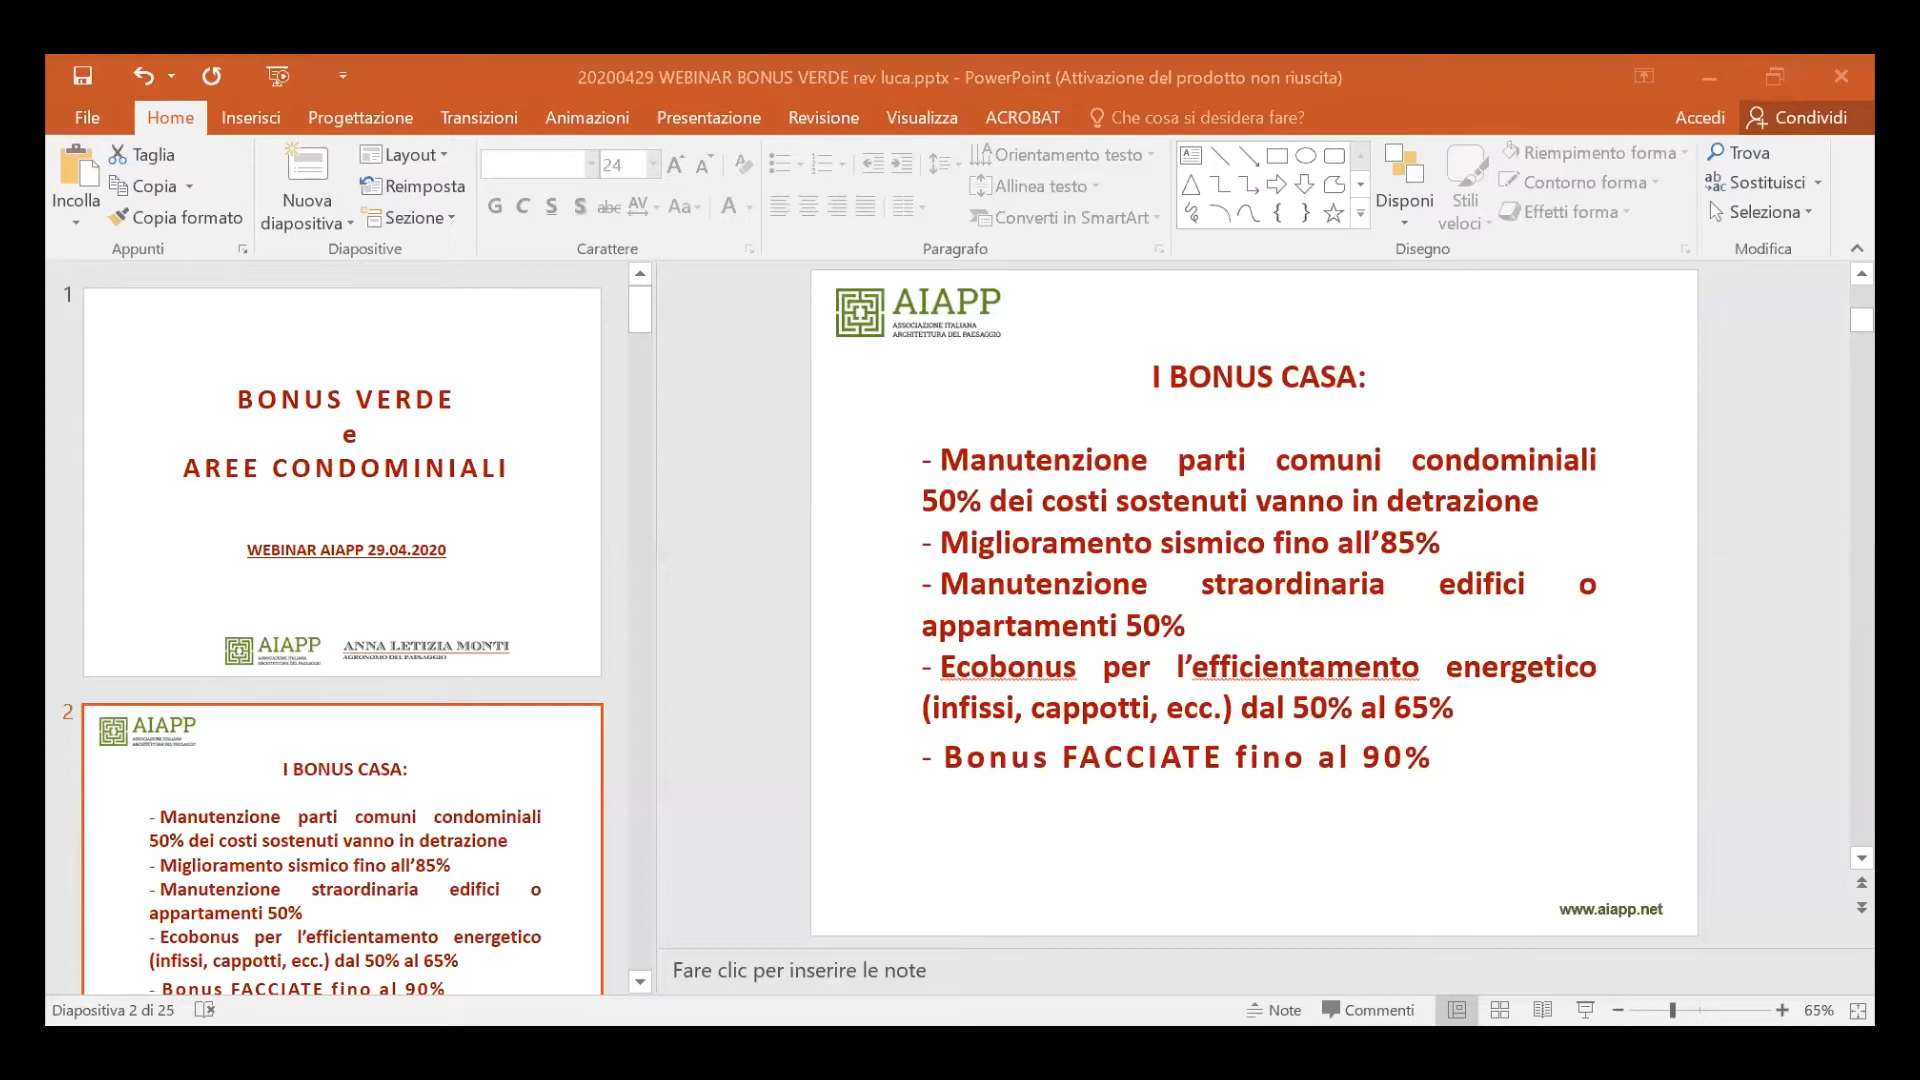 20200429 WEBINAR BONUS VERDE rev luca.pptx - PowerPoint (Attivazione del prodotto non riuscita)
File Home Inserisci Progettazione Transizioni Animazioni Presentazione Revisione Visualizza ACROBAT Che cosa si desidera fare? Accedi Condividi
Incolla
Taglia
Copia
Copia formato
Appunti
Nuova
diapositiva
Layout
Reimposta
Sezione
Diapositive
24
G C S S abc AV Aa A
Carattere
Orientamento testo
Allinea testo
Converti in SmartArt
Paragrafo
Disponi
Stili
veloci
Riempimento forma
Contorno forma
Effetti forma
Disegno
Trova
Sostituisci
Seleziona
Modifica
1
BONUS VERDE
e
AREE CONDOMINIALI
WEBINAR AIAPP 29.04.2020
AIAPP
ASSOCIAZIONE ITALIANA
ARCHITETTURA DEL PAESAGGIO
ANNA LETIZIA MONTI
AGRONOMO DEL PAESAGGIO
2
AIAPP
ASSOCIAZIONE ITALIANA
ARCHITETTURA DEL PAESAGGIO
I BONUS CASA:
- Manutenzione parti comuni condominiali
50% dei costi sostenuti vanno in detrazione
- Miglioramento sismico fino all’85%
- Manutenzione straordinaria edifici o
appartamenti 50%
- Ecobonus per l’efficientamento energetico
(infissi, cappotti, ecc.) dal 50% al 65%
- Bonus FACCIATE fino al 90%
AIAPP
ASSOCIAZIONE ITALIANA
ARCHITETTURA DEL PAESAGGIO
I BONUS CASA:
- Manutenzione parti comuni condominiali
50% dei costi sostenuti vanno in detrazione
- Miglioramento sismico fino all’85%
- Manutenzione straordinaria edifici o
appartamenti 50%
- Ecobonus per l’efficientamento energetico
(infissi, cappotti, ecc.) dal 50% al 65%
- Bonus FACCIATE fino al 90%
www.aiapp.net
Fare clic per inserire le note
Diapositiva 2 di 25
Note Commenti 65%